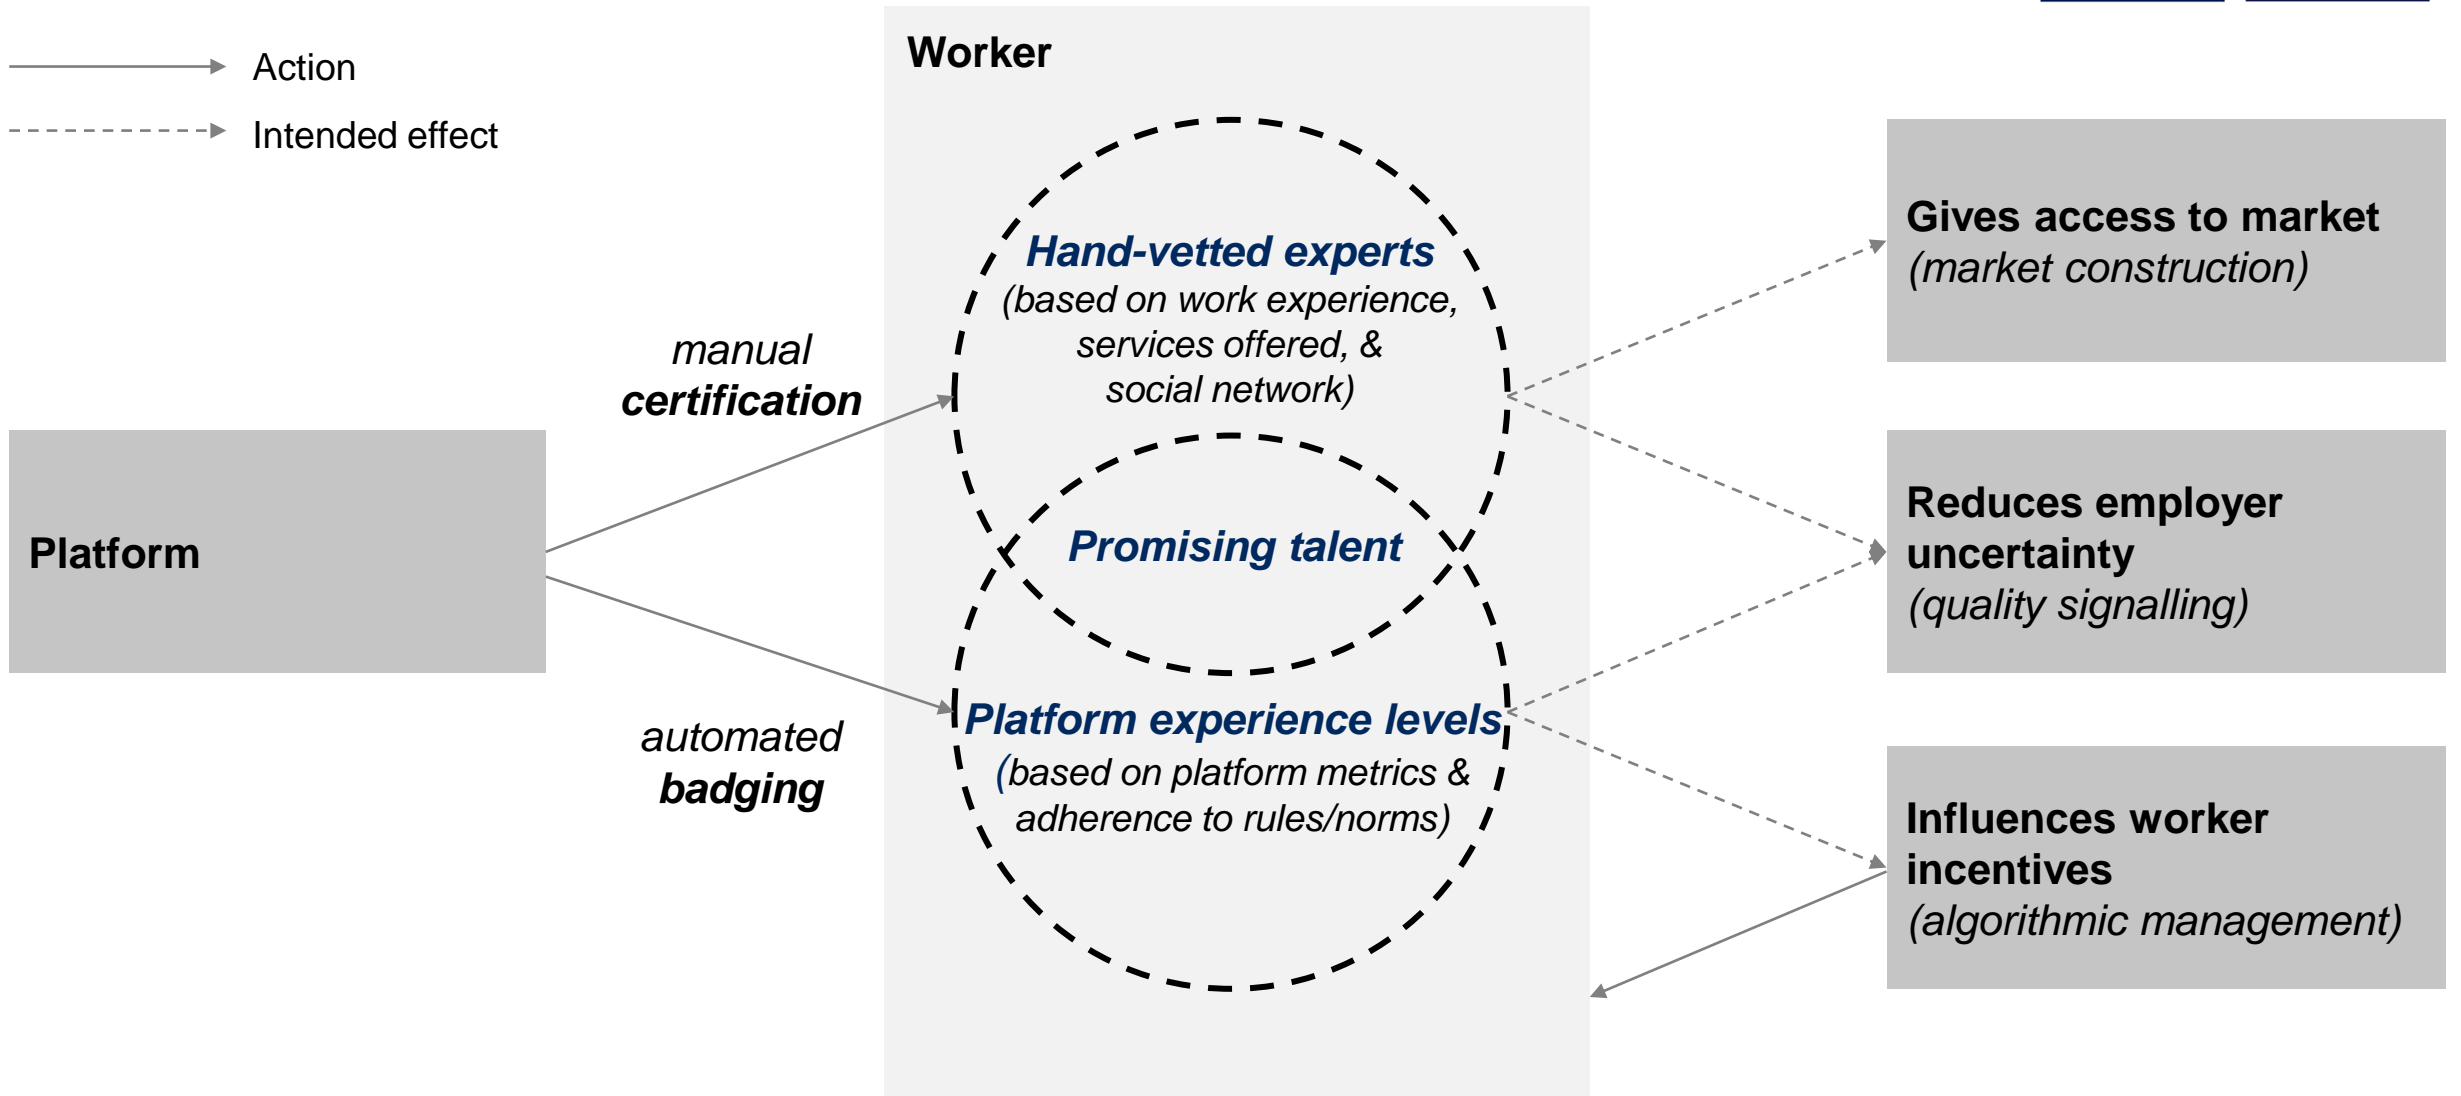 Action
Intended effect
Platform
manual
certification
automated
badging
Worker
Hand-vetted experts
(based on work experience,
services offered, &
social network)
Promising talent
Platform experience levels
(based on platform metrics &
adherence to rules/norms)
Gives access to market
(market construction)
Reduces employer
uncertainty
(quality signalling)
Influences worker
incentives
(algorithmic management)